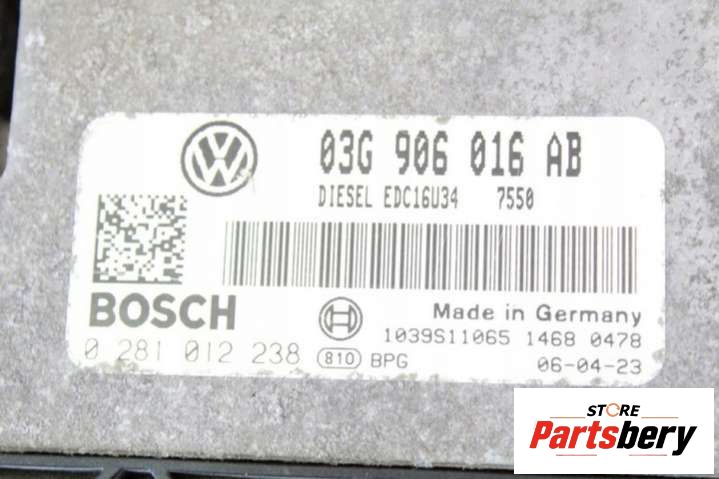 03G 906 016 AB
DIESEL EDC16U34 7550
BOSCH
Made in Germany
1039S11065 1468 0478
0 281 012 238 810 BPG 06-04-23
STORE
Partsbery